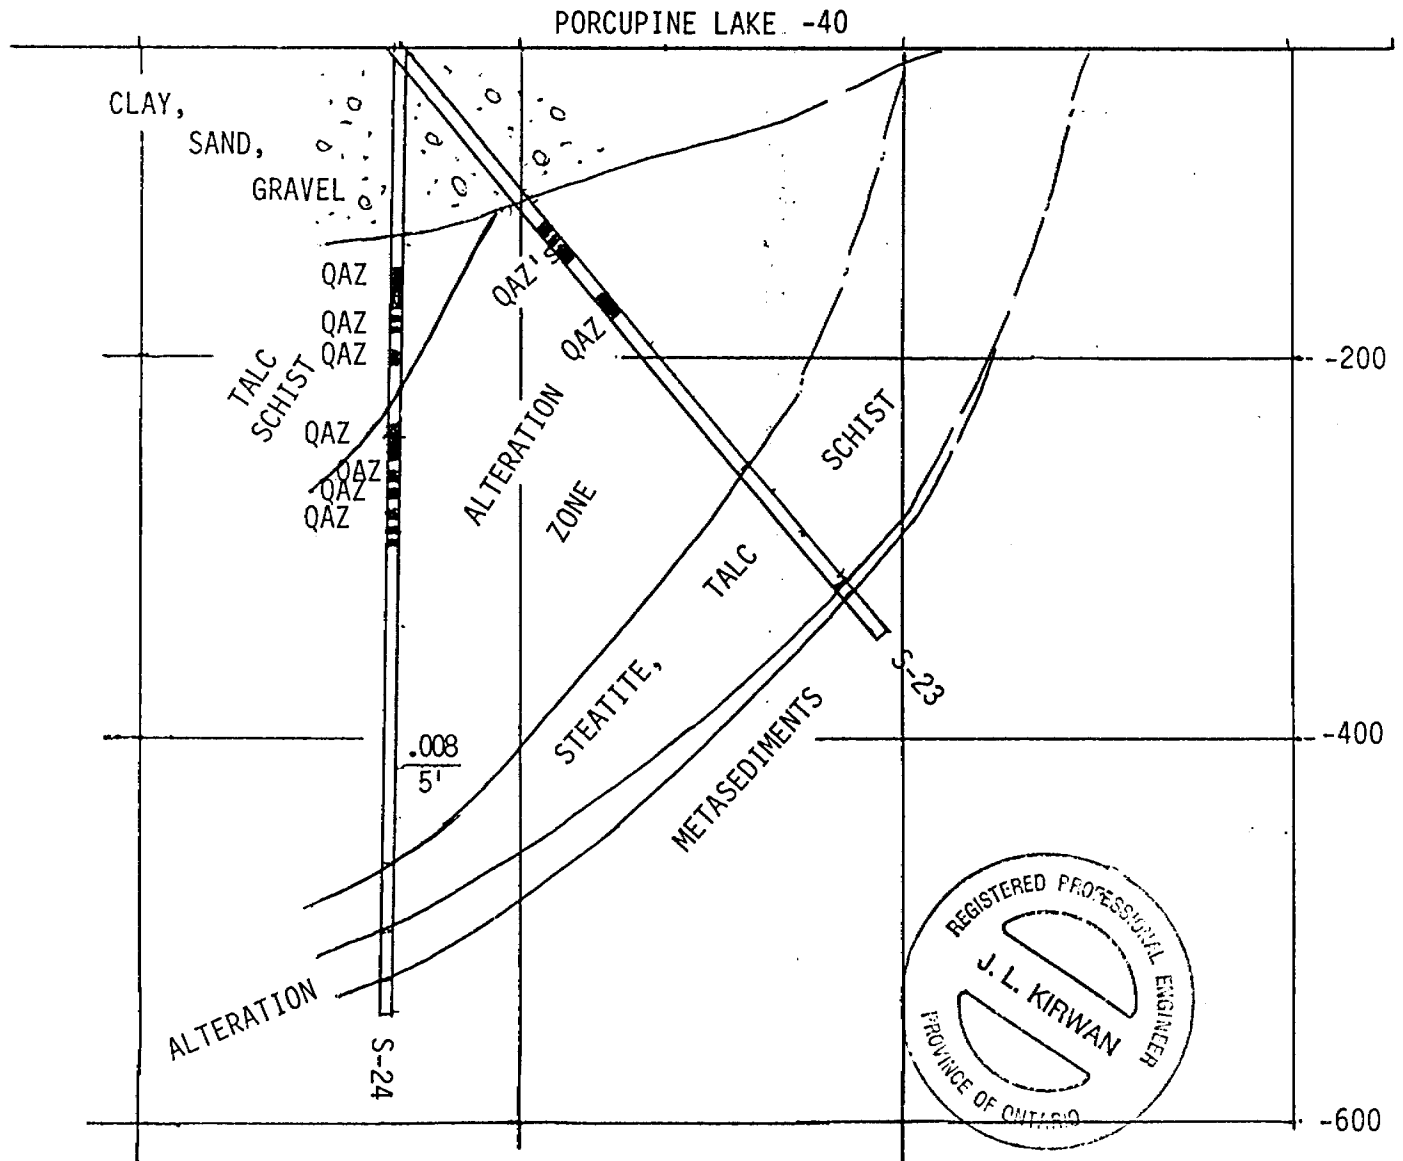 PORCUPINE LAKE -40
CLAY,
SAND,
GRAVEL
QAZ
QAZ
QAZ
QAZ'S
QAZ
-200
TALC
SCHIST
QAZ
QAZ
QAZ
QAZ
ALTERATION
ZONE
SCHIST
TALC
STEATITE,
S-23
METASEDIMENTS
-400
.008
5'
ALTERATION
S-24
REGISTERED PROFESSIONAL ENGINEER
J. L. KIRWAN
PROVINCE OF ONTARIO
-600